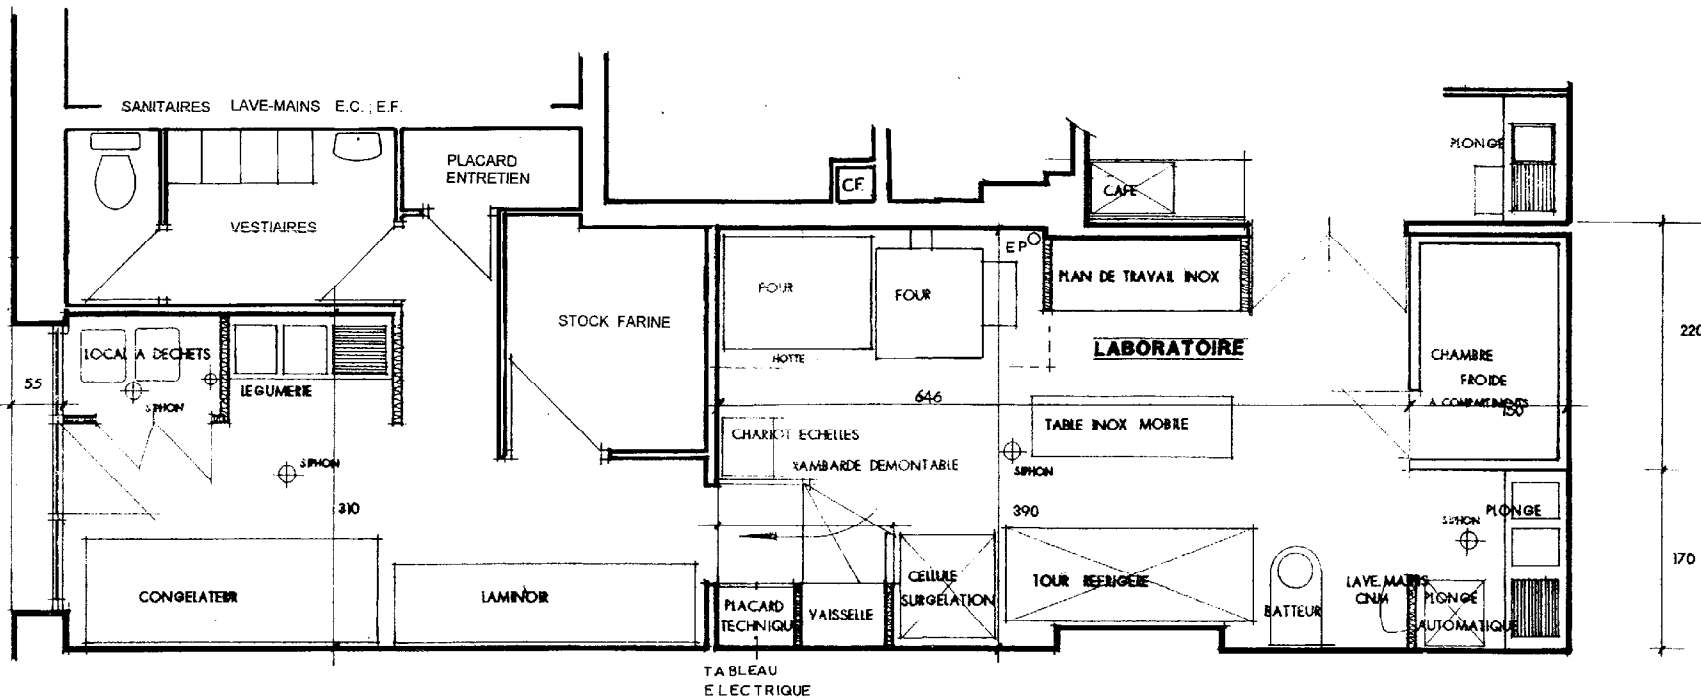 SANITAIRES LAVE-MAINS E.C.; E.F.
PLACARD
ENTRETIEN
VESTIAIRES
C.F.
CAFE
PLONGE
E P
PLAN DE TRAVAIL INOX
FOUR
FOUR
HOTTE
STOCK FARINE
LABORATOIRE
220
CHAMBRE
FROIDE
A COMPARTIMENTS
150
LOCAL A DECHETS
SIPHON
LEGUMERIE
55
646
CHARIOT ECHELLES
TABLE INOX MOBILE
JAMBARDE DEMONTABLE
SIPHON
SIPHON
310
390
PLONGE
SIPHON
170
CONGELATEUR
LAMINOIR
PLACARD
TECHNIQUE
VAISSELLE
CELLULE
SURGELATION
TOUR REFRIGERE
BATTEUR
LAVE. MAINS
CNM
PLONGE
AUTOMATIQUE
TABLEAU
ELECTRIQUE